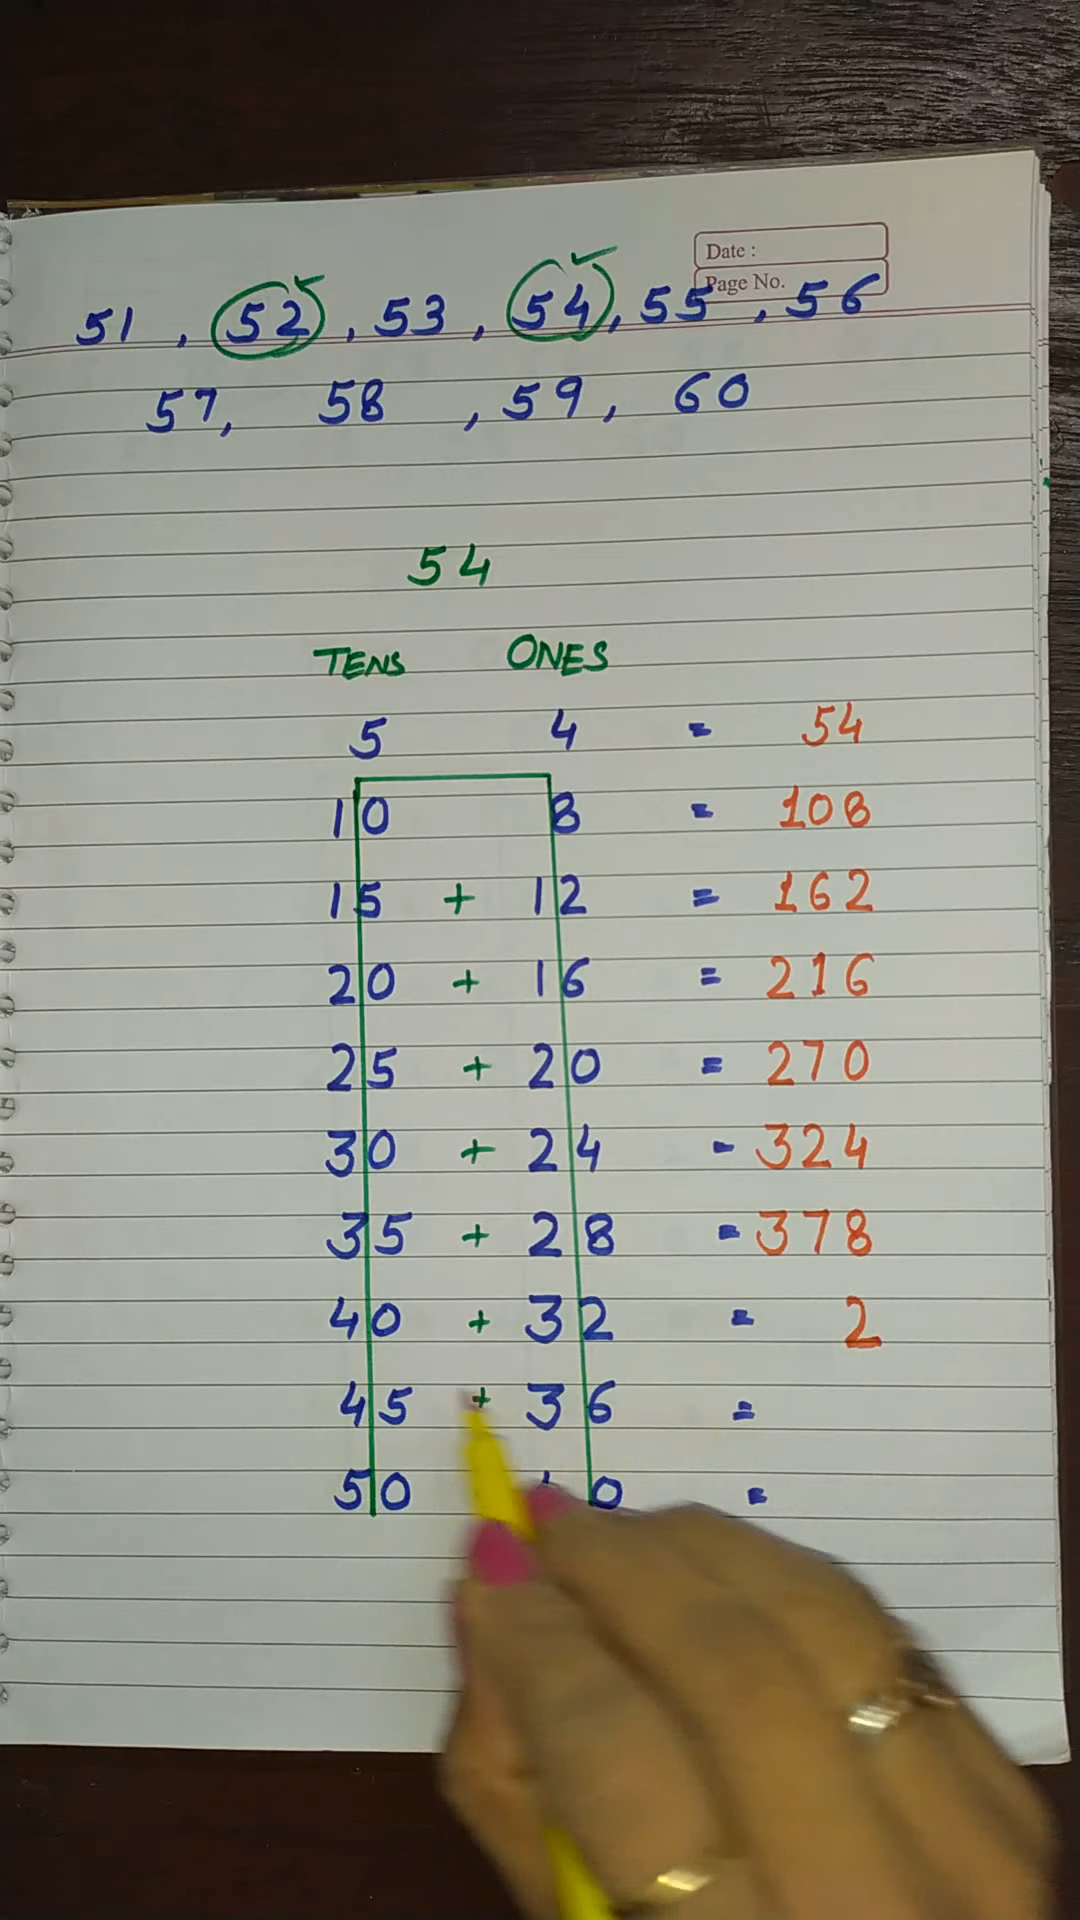 Date :
Page No.
51 , 52 , 53 , 54 , 55 , 56
57, 58 , 59 , 60
54
TENS ONES
5 4 = 54
10 8 = 108
15 + 12 = 162
20 + 16 = 216
25 + 20 = 270
30 + 24 = 324
35 + 28 = 378
40 + 32 = 2
45 + 36 =
50 0 =